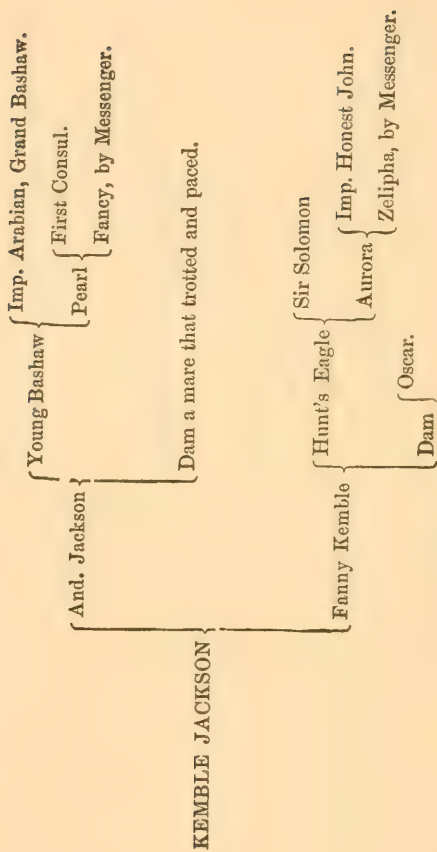 Imp. Arabian, Grand Bashaw.
Young Bashaw
First Consul.
Pearl
Fancy, by Messenger.
And. Jackson
Dam a mare that trotted and paced.
KEMBLE JACKSON
Sir Solomon
Hunt's Eagle
Imp. Honest John.
Aurora
Zelipha, by Messenger.
Fanny Kemble
Oscar.
Dam